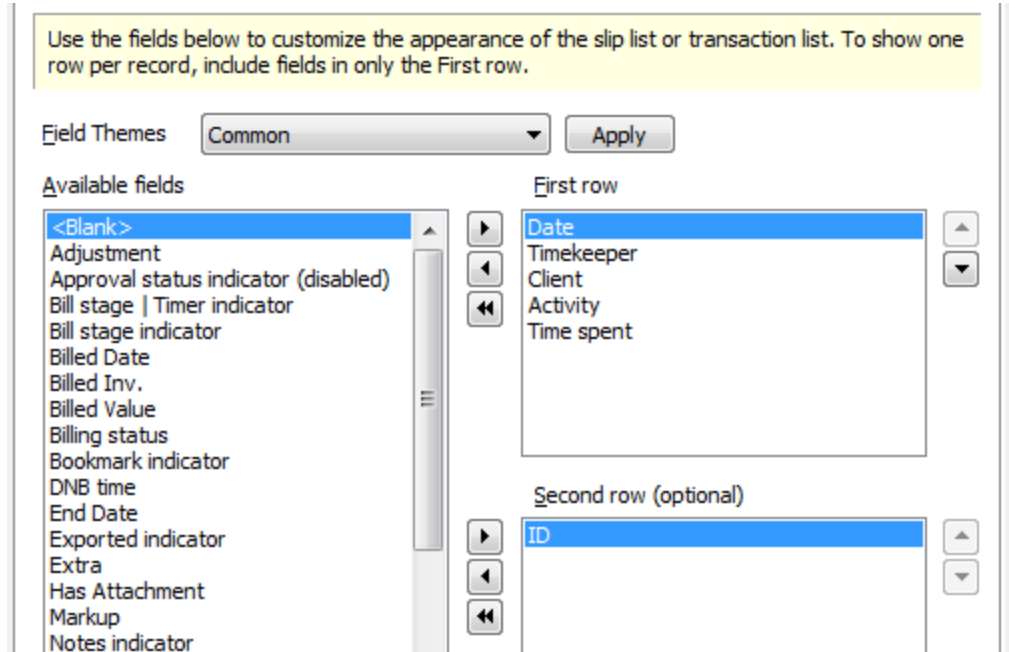 Use the fields below to customize the appearance of the slip list or transaction list. To show one
row per record, include fields in only the First row.
Field Themes
Common
Apply
Available fields
<Blank>
Adjustment
Approval status indicator (disabled)
Bill stage | Timer indicator
Bill stage indicator
Billed Date
Billed Inv.
Billed Value
Billing status
Bookmark indicator
DNB time
End Date
Exported indicator
Extra
Has Attachment
Markup
Notes indicator
First row
Date
Timekeeper
Client
Activity
Time spent
Second row (optional)
ID